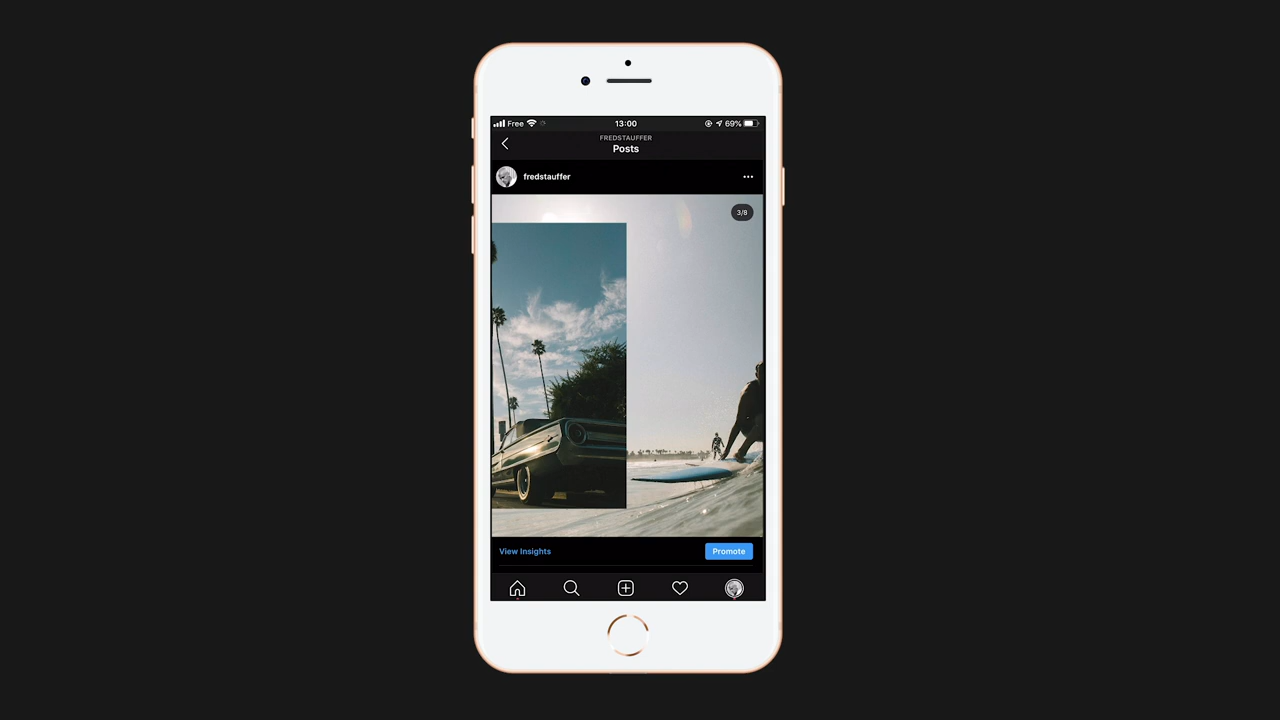 Free 13:00 69%
FREDSTAUFFER
Posts
fredstauffer
3/8
View Insights Promote